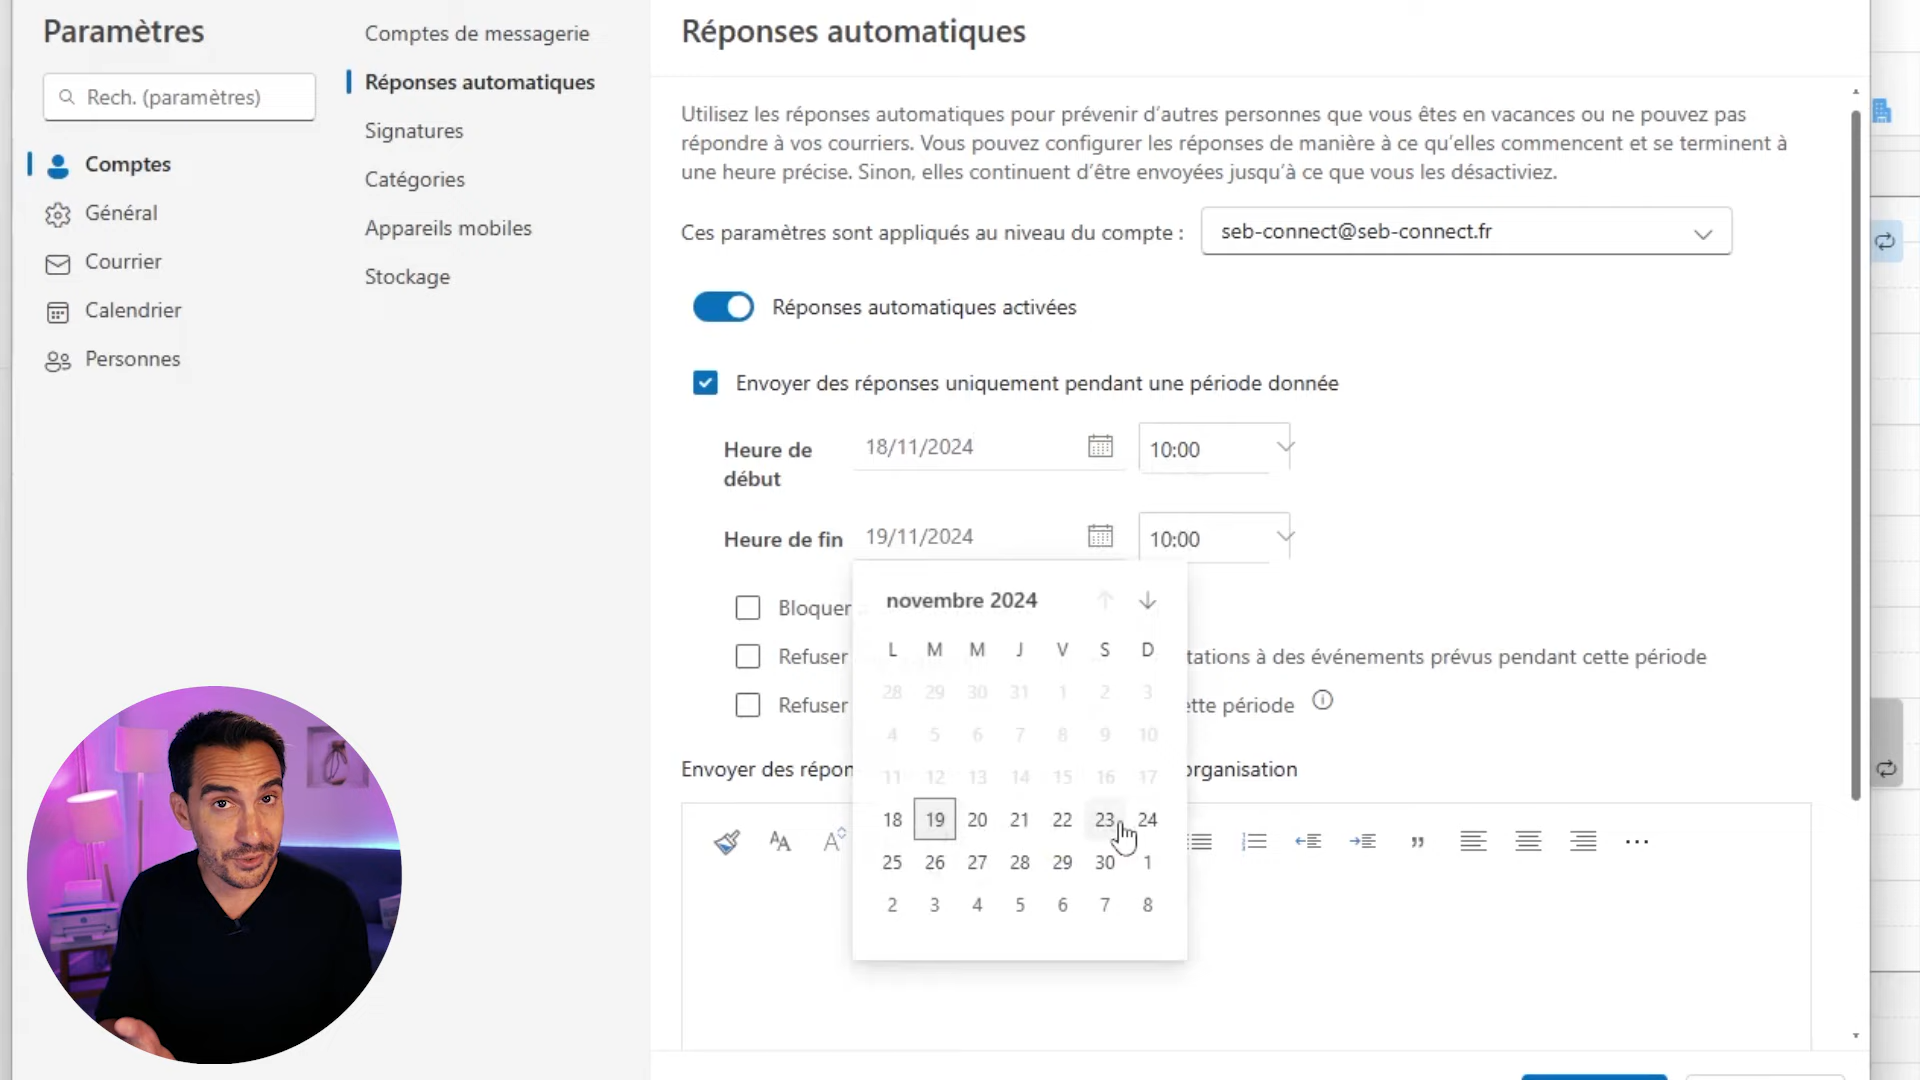 Paramètres
Rech. (paramètres)
Comptes
Général
Courrier
Calendrier
Personnes
Comptes de messagerie
Réponses automatiques
Signatures
Catégories
Appareils mobiles
Stockage
Réponses automatiques
Utilisez les réponses automatiques pour prévenir d’autres personnes que vous êtes en vacances ou ne pouvez pas
répondre à vos courriers. Vous pouvez configurer les réponses de manière à ce qu’elles commencent et se terminent à
une heure précise. Sinon, elles continuent d’être envoyées jusqu’à ce que vous les désactiviez.
Ces paramètres sont appliqués au niveau du compte : seb-connect@seb-connect.fr
Réponses automatiques activées
Envoyer des réponses uniquement pendant une période donnée
Heure de début 18/11/2024 10:00
Heure de fin 19/11/2024 10:00
Bloquer
Refuser tations à des événements prévus pendant cette période
Refuser ette période
Envoyer des répon organisation
novembre 2024
L M M J V S D
28 29 30 31 1 2 3
4 5 6 7 8 9 10
11 12 13 14 15 16 17
18 19 20 21 22 23 24
25 26 27 28 29 30 1
2 3 4 5 6 7 8